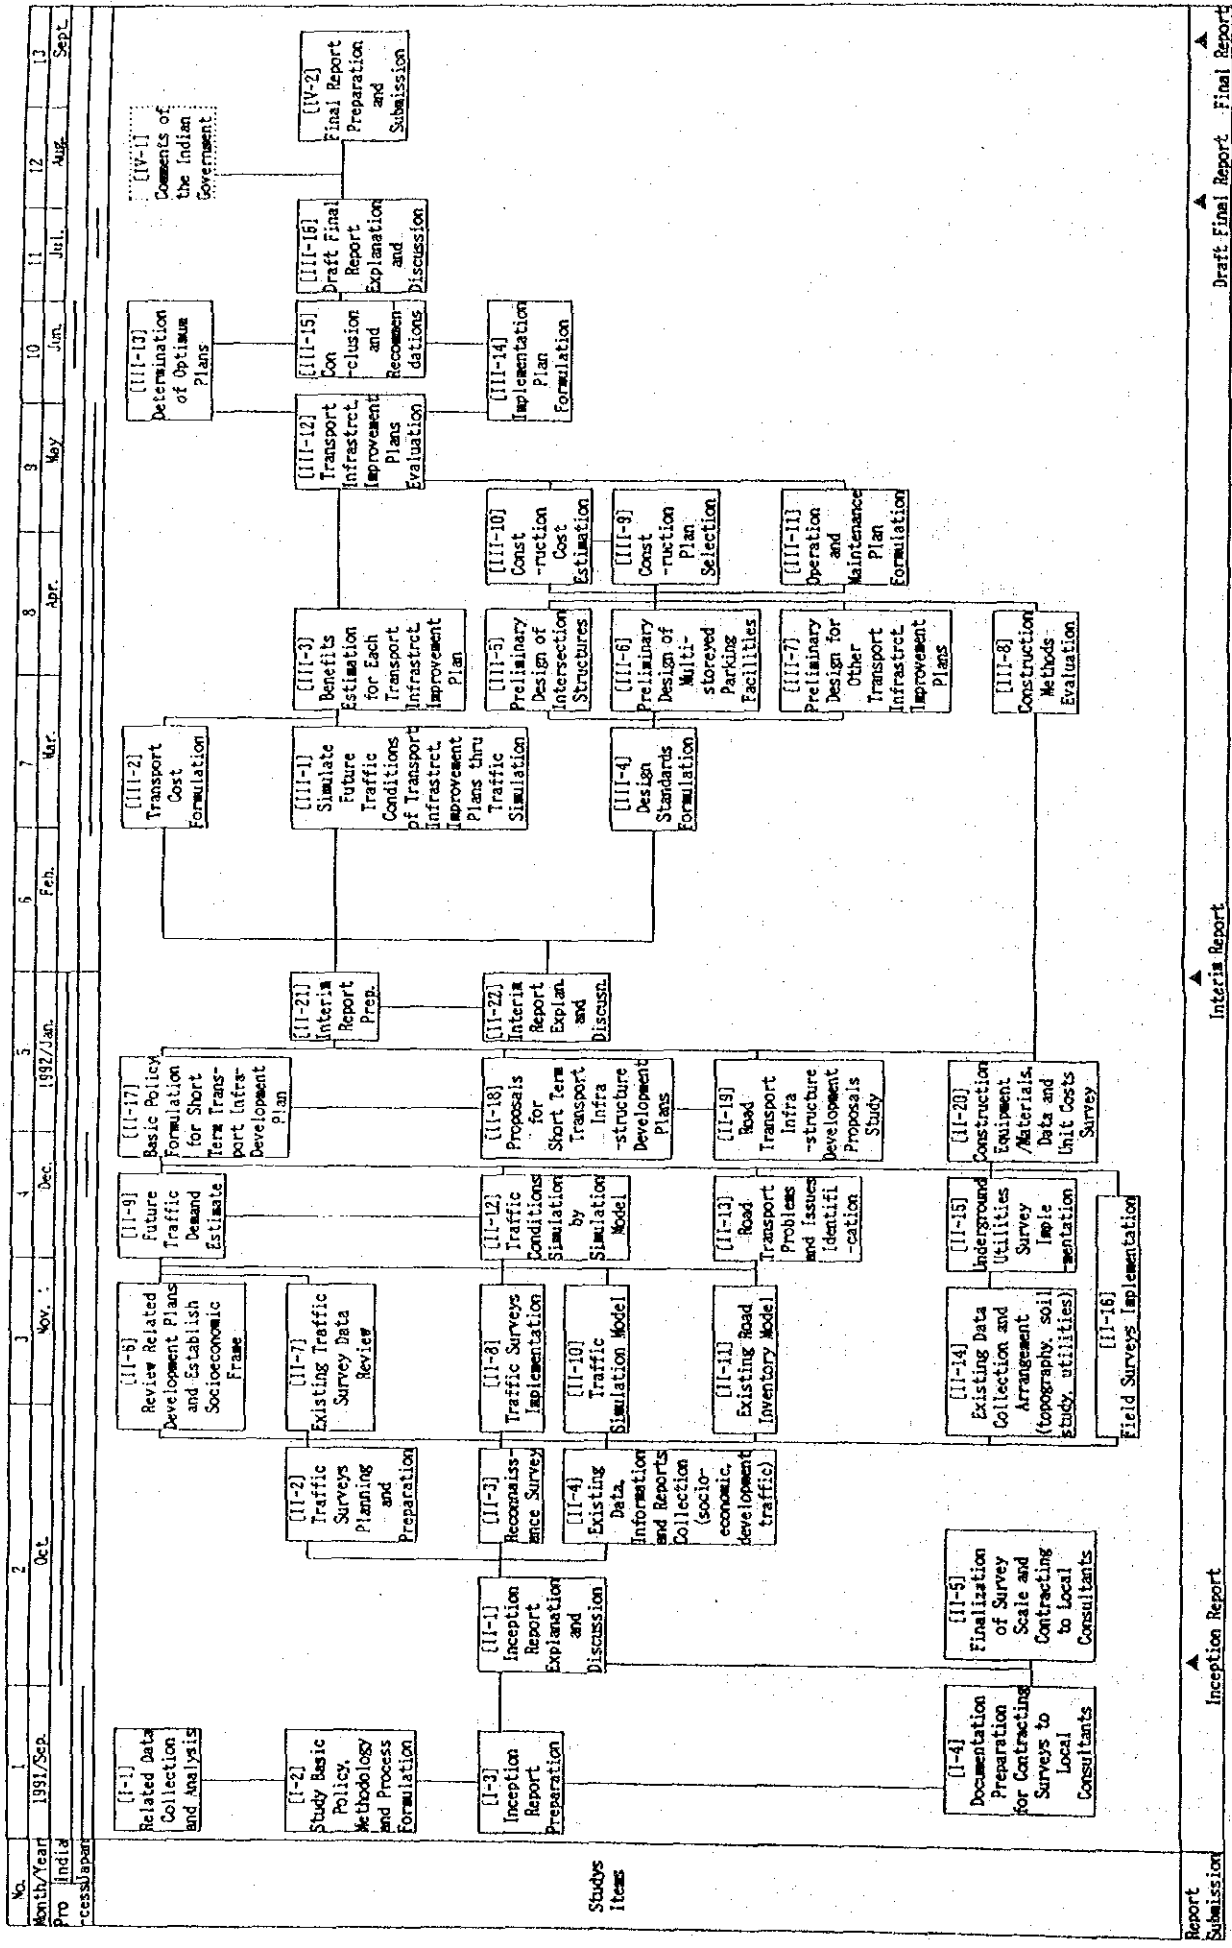 No.
1
2
3
4
5
6
7
8
9
10
11
12
13
Month/Year
1991/Sep.
Oct.
Nov.
Dec.
1992/Jan.
Feb.
Mar.
Apr.
May
Jun.
Jul.
Aug.
Sept.
Pro
India
cess
Japan
Studys
Items
[I-1]
Related Data
Collection
and Analysis
[I-2]
Study Basic
Policy,
Methodology
and Process
Formulation
[I-3]
Inception
Report
Preparation
[I-4]
Documentation
Preparation
for Contracting
Surveys to
Local
Consultants
[II-1]
Inception
Report
Explanation
and
Discussion
[II-5]
Finalization
of Survey
Scale and
Contracting
to Local
Consultants
[II-2]
Traffic
Surveys
Planning
and
Preparation
[II-3]
Reconnaiss-
ance Survey
[II-4]
Existing
Data,
Information
and Reports
Collection
(socio-
economic,
development
traffic)
[II-6]
Review Related
Development Plans
and Establish
Socioeconomic
Frame
[II-7]
Existing Traffic
Survey Data
Review
[II-8]
Traffic Surveys
Implementation
[II-10]
Traffic
Simulation Model
[II-11]
Existing Road
Inventory Model
[II-14]
Existing Data
Collection and
Arrangement
(topography, soil
study, utilities)
[II-16]
Field Surveys Implementation
[II-9]
Future
Traffic
Demand
Estimate
[II-12]
Traffic
Conditions
Simulation
by
Simulation
Model
[II-13]
Road
Transport
Problems
and Issues
Identifi
-cation
[II-15]
Underground
Utilities
Survey
Imple
-mentation
[II-17]
Basic Policy
Formulation
for Short
Term Trans-
port Infra-
Development
Plan
[II-18]
Proposals
for
Short Term
Transport
Infra
-structure
Development
Plans
[II-19]
Road
Transport
Infra
-structure
Development
Proposals
Study
[II-20]
Construction
Equipment
/Materials,
Data and
Unit Costs
Survey
[II-21]
Interim
Report
Prep.
[II-22]
Interim
Report
Explan.
and
Discusn.
[III-2]
Transport
Cost
Formulation
[III-1]
Simulate
Future
Traffic
Conditions
of Transport
Infrastrct.
Improvement
Plans thru
Traffic
Simulation
[III-4]
Design
Standards
Formulation
[III-3]
Benefits
Estimation
for Each
Transport
Infrastrct.
Improvement
Plan
[III-5]
Preliminary
Design of
Intersection
Structures
[III-6]
Preliminary
Design of
Multi-
storeyed
Parking
Facilities
[III-7]
Preliminary
Design for
Other
Transport
Infrastrct.
Improvement
Plans
[III-8]
Construction
Methods
Evaluation
[III-10]
Const
-ruction
Cost
Estimation
[III-9]
Const
-ruction
Plan
Selection
[III-11]
Operation
and
Maintenance
Plan
Formulation
[III-12]
Transport
Infrastrct.
Improvement
Plans
Evaluation
[III-13]
Determination
of Optimum
Plans
[III-15]
Con
-clusion
and
Recommen-
dations
[III-14]
Implementation
Plan
Formulation
[III-16]
Draft Final
Report
Explanation
and
Discussion
[IV-1]
Comments of
the Indian
Government
[IV-2]
Final Report
Preparation
and
Submission
Report
Submission
▲
Inception Report
▲
Interim Report
▲
Draft Final Report
▲
Final Report